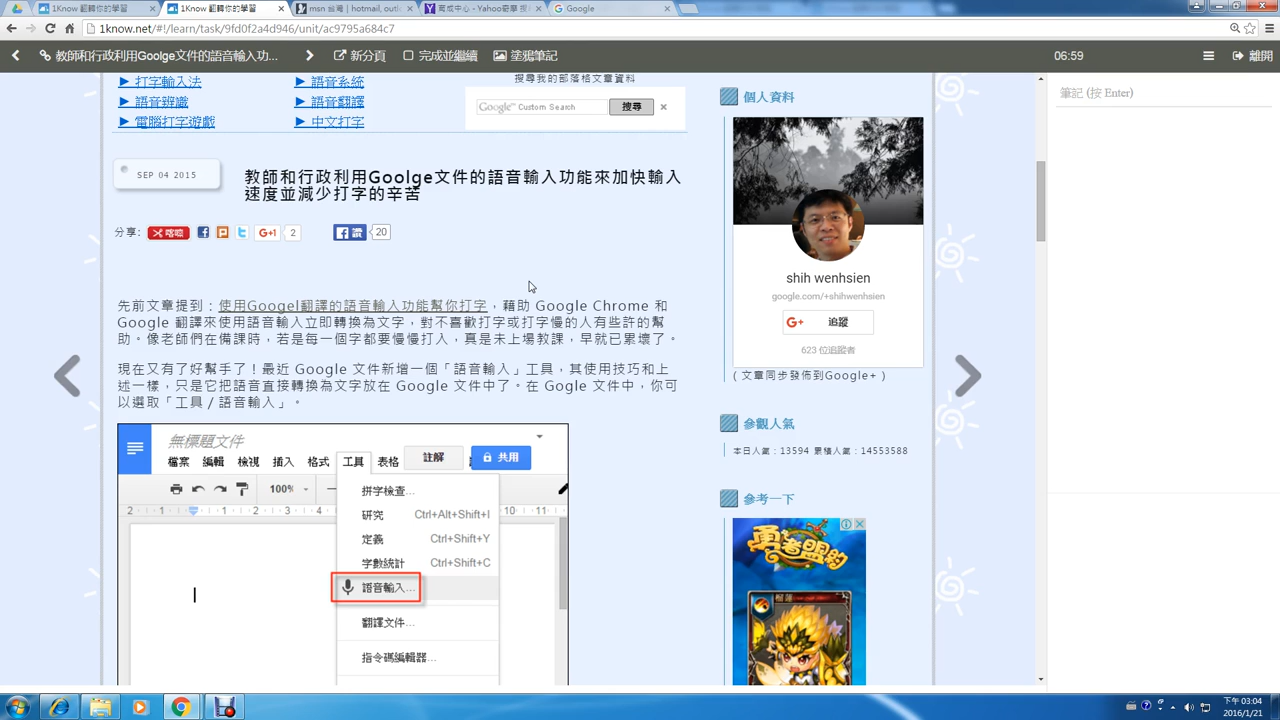 1Know 翻轉你的學習
1Know 翻轉你的學習
msn 台灣 | hotmail, outl
Google
1know.net/#!/learn/task/9fd0f2a4d946/unit/ac9795a684c7
教師和行政利用Goolge文件的語音輸入功...
新分頁
完成並繼續
塗鴉筆記
06:59
離開
筆記 (按 Enter)
► 打字輸入法
► 語音系統
► 語音辨識
► 語音翻譯
► 電腦打字遊戲
► 中文打字
搜尋我的部落格文章資料
Google™ Custom Search
搜尋
×
SEP 04 2015
教師和行政利用Goolge文件的語音輸入功能來加快輸入
速度並減少打字的辛苦
分享:
G+1
2
讚
20
先前文章提到：使用Googel翻譯的語音輸入功能幫你打字，藉助 Google Chrome 和
Google 翻譯來使用語音輸入立即轉換為文字，對不喜歡打字或打字慢的人有些許的幫
助。像老師們在備課時，若是每一個字都要慢慢打入，真是未上場教課，早就已累壞了。
現在又有了好幫手了！最近 Google 文件新增一個「語音輸入」工具，其使用技巧和上
述一樣，只是它把語音直接轉換為文字放在 Google 文件中了。在 Gogle 文件中，你可
以選取「工具 / 語音輸入」。
無標題文件
檔案
編輯
檢視
插入
格式
工具
表格
註解
共用
100%
2
1
1
2
3
4
10
11
拼字檢查...
研究
Ctrl+Alt+Shift+I
定義
Ctrl+Shift+Y
字數統計
Ctrl+Shift+C
語音輸入...
翻譯文件...
指令碼編輯器...
個人資料
shih wenhsien
google.com/+shihwenhsien
G+
追蹤
623 位追蹤者
( 文章同步發佈到Google+ )
參觀人氣
本日人氣：13594 累積人氣：14553588
參考一下
勇者盟約
下午 03:04
2016/1/21